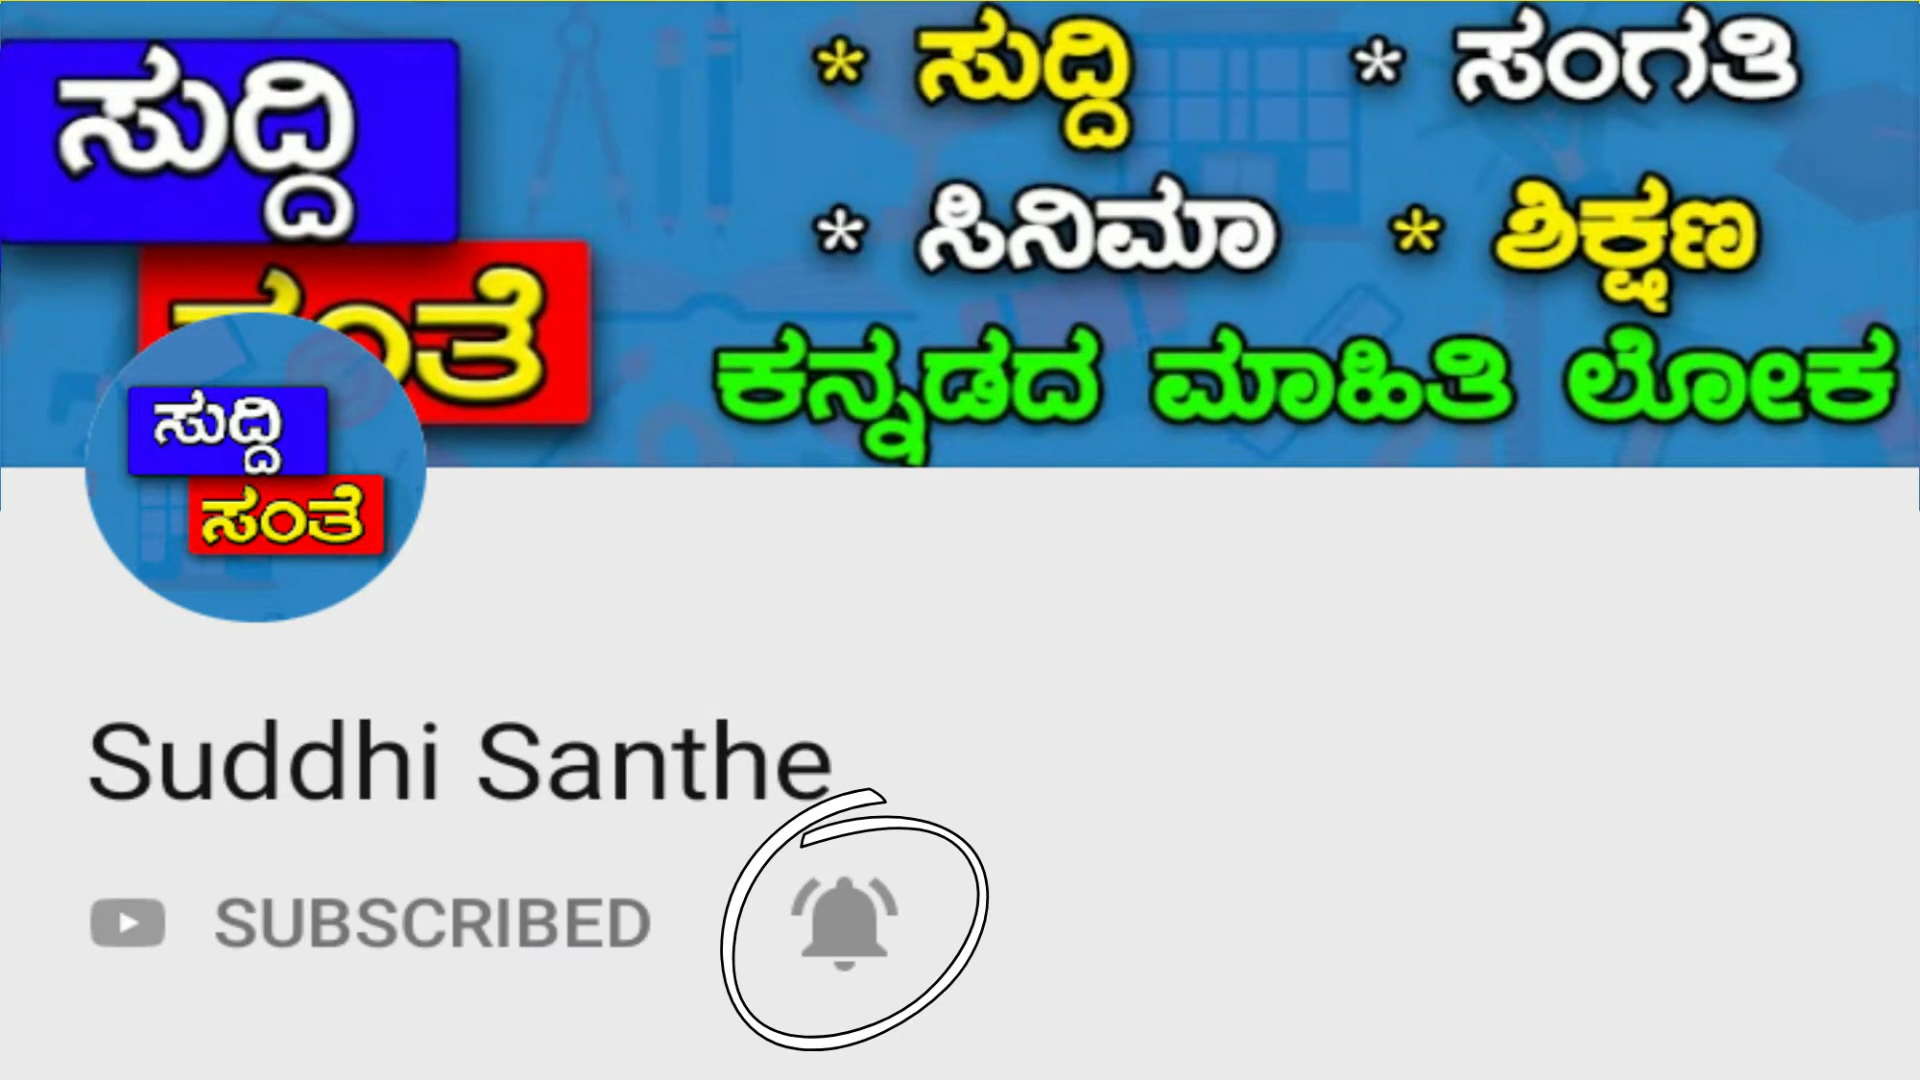 ಸುದ್ದಿ
ಸಂತೆ
* ಸುದ್ದಿ * ಸಂಗತಿ
* ಸಿನಿಮಾ * ಶಿಕ್ಷಣ
ಕನ್ನಡದ ಮಾಹಿತಿ ಲೋಕ
ಸುದ್ದಿ
ಸಂತೆ
Suddhi Santhe
SUBSCRIBED